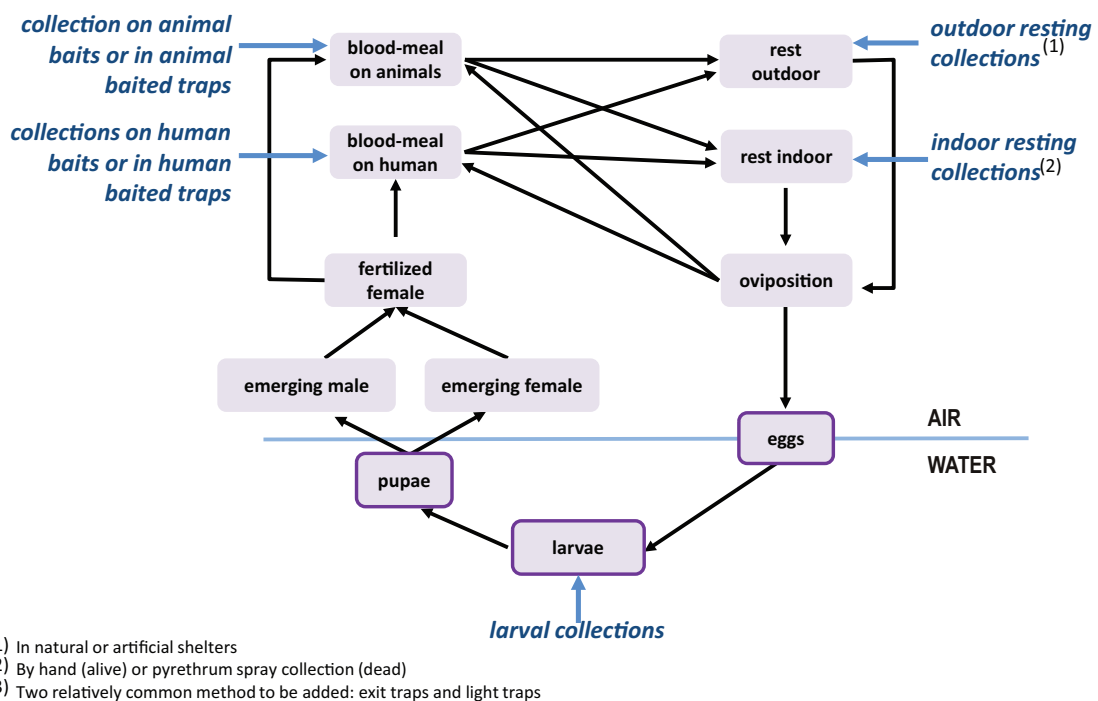 collection on animal
baits or in animal
baited traps
blood-meal
on animals
rest
outdoor
outdoor resting
collections(1)
collections on human
baits or in human
baited traps
blood-meal
on human
rest indoor
indoor resting
collections(2)
fertilized
female
oviposition
emerging male
emerging female
AIR
eggs
WATER
pupae
larvae
larval collections
) In natural or artificial shelters
2) By hand (alive) or pyrethrum spray collection (dead)
3) Two relatively common method to be added: exit traps and light traps